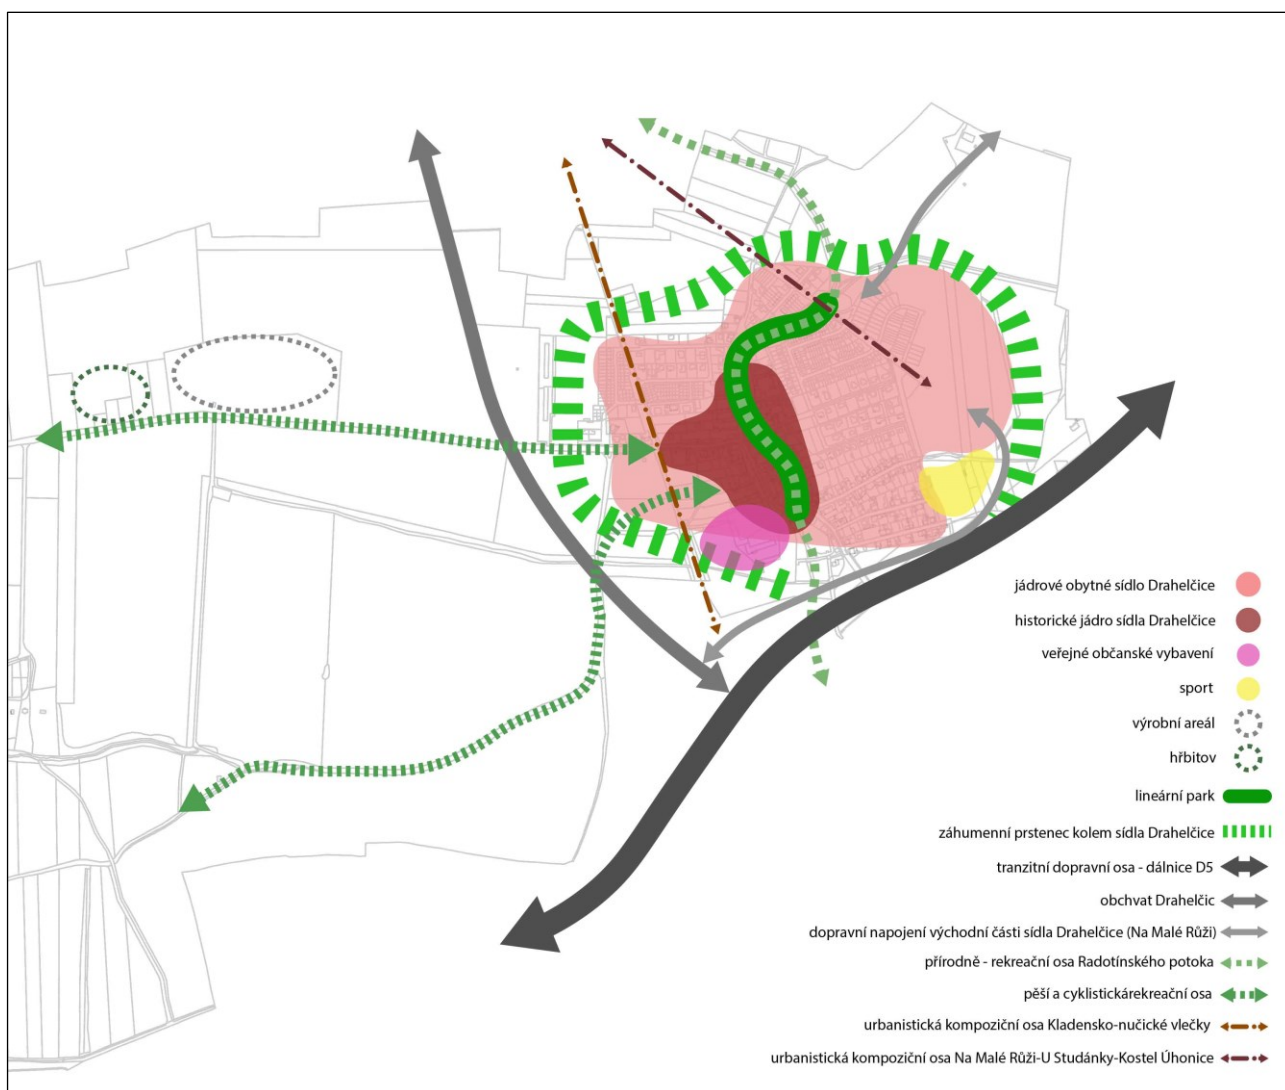 jádrové obytné sídlo Drahelčice
historické jádro sídla Drahelčice
veřejné občanské vybavení
sport
výrobní areál
hřbitov
lineární park
záhumenní prstenec kolem sídla Drahelčice
tranzitní dopravní osa - dálnice D5
obchvat Drahelčic
dopravní napojení východní části sídla Drahelčice (Na Malé Růži)
přírodně - rekreační osa Radotínského potoka
pěší a cyklistickárekreační osa
urbanistická kompoziční osa Kladensko-nučické vlečky
urbanistická kompoziční osa Na Malé Růži-U Studánky-Kostel Úhonice